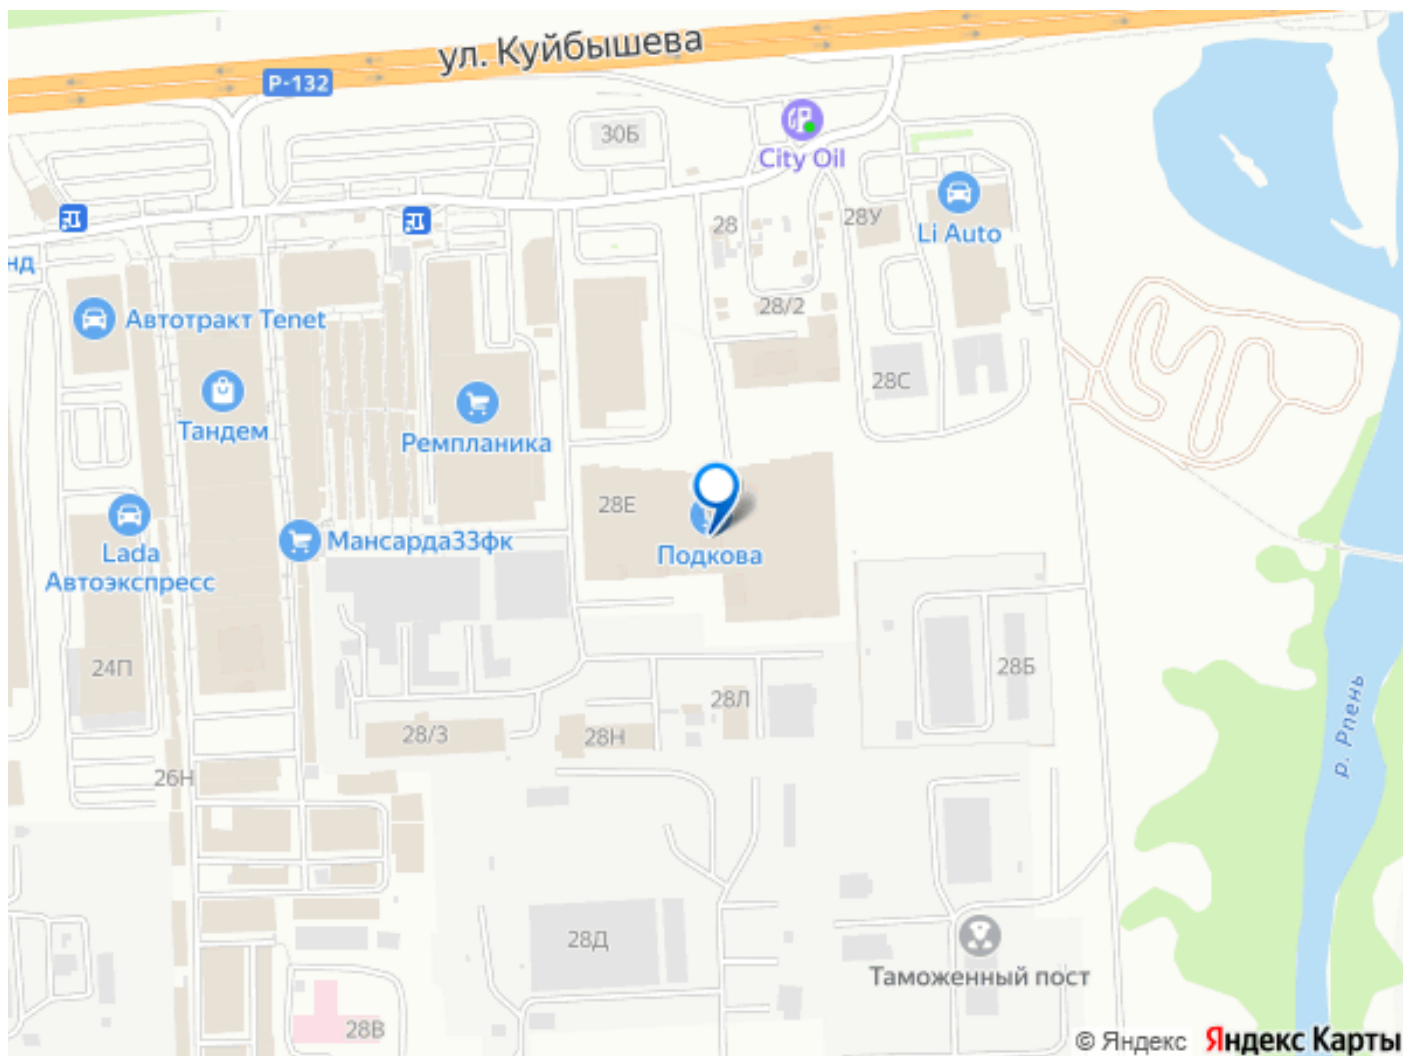 ул. Куйбышева
Р-132
30Б
City Oil
28
28У
Li Auto
нд
28/2
Автотракт Tenet
28С
Тандем
Ремпланика
28Е
Мансарда33фк
Подкова
Lada
Автоэкспресс
24П
28Б
28Л
28/3
28Н
р. Рпень
26Н
28Д
Таможенный пост
28В
© Яндекс Яндекс Карты